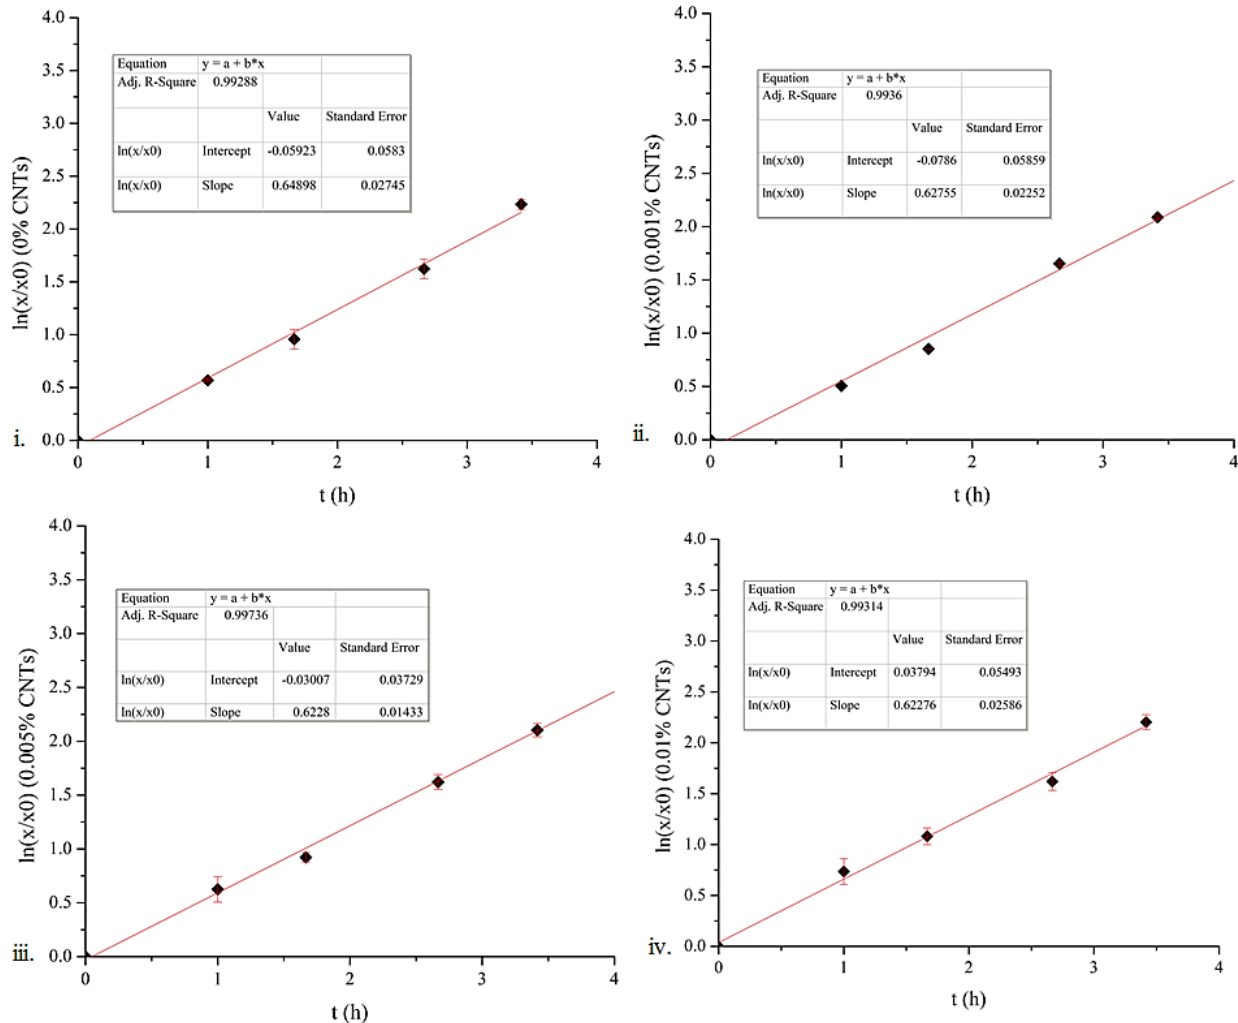 ln(x/x0) (0% CNTs)
4.0
3.5
3.0
2.5
2.0
1.5
1.0
0.5
0.0
Equation y = a + b*x
Adj. R-Square 0.99288
Value Standard Error
ln(x/x0) Intercept -0.05923 0.0583
ln(x/x0) Slope 0.64898 0.02745
i.
0 1 2 3 4
t (h)
ln(x/x0) (0.001% CNTs)
4.0
3.5
3.0
2.5
2.0
1.5
1.0
0.5
0.0
Equation y = a + b*x
Adj. R-Square 0.9936
Value Standard Error
ln(x/x0) Intercept -0.0786 0.05859
ln(x/x0) Slope 0.62755 0.02252
ii.
0 1 2 3 4
t (h)
ln(x/x0) (0.005% CNTs)
4.0
3.5
3.0
2.5
2.0
1.5
1.0
0.5
0.0
Equation y = a + b*x
Adj. R-Square 0.99736
Value Standard Error
ln(x/x0) Intercept -0.03007 0.03729
ln(x/x0) Slope 0.6228 0.01433
iii.
0 1 2 3 4
t (h)
ln(x/x0) (0.01% CNTs)
4.0
3.5
3.0
2.5
2.0
1.5
1.0
0.5
0.0
Equation y = a + b*x
Adj. R-Square 0.99314
Value Standard Error
ln(x/x0) Intercept 0.03794 0.05493
ln(x/x0) Slope 0.62276 0.02586
iv.
0 1 2 3 4
t (h)